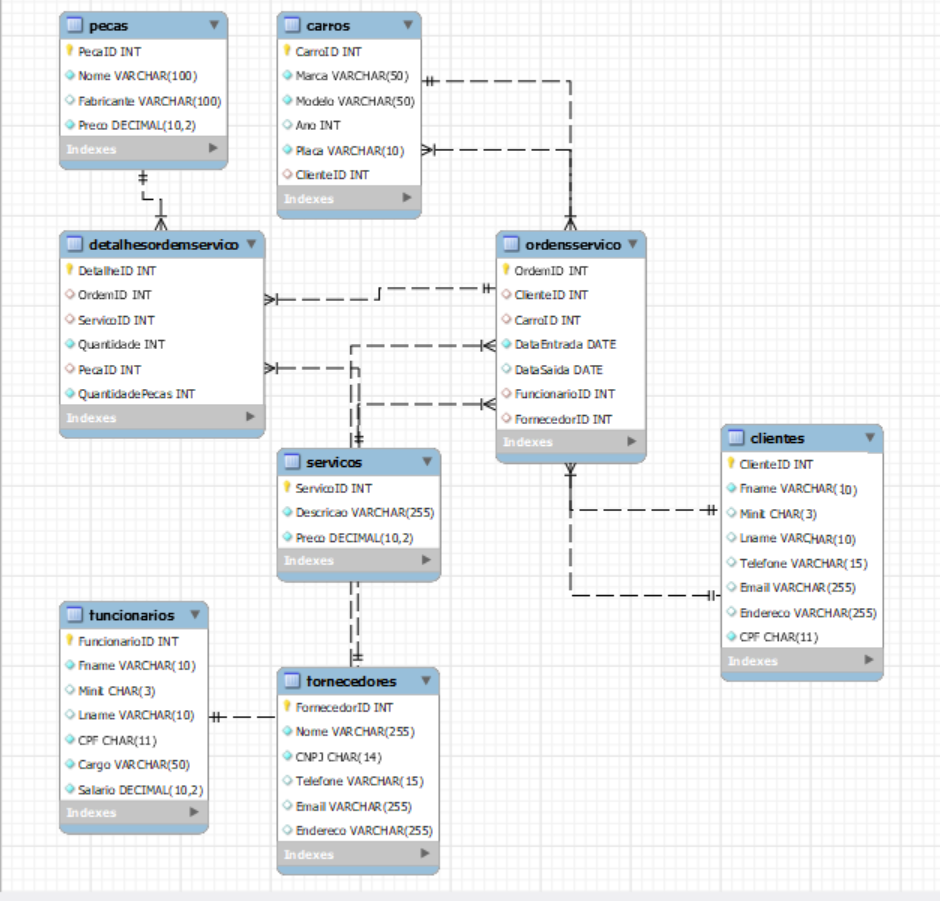 pecas
PecaID INT
Nome VARCHAR(100)
Fabricante VARCHAR(100)
Preco DECIMAL(10,2)
Indexes
carros
CarroID INT
Marca VARCHAR(50)
Modelo VARCHAR(50)
Ano INT
Placa VARCHAR(10)
ClienteID INT
Indexes
detalhesordemservico
DetalheID INT
OrdemID INT
ServicoID INT
Quantidade INT
PecaID INT
QuantidadePecas INT
Indexes
ordensservico
OrdemID INT
ClienteID INT
CarroID INT
DataEntrada DATE
DataSaida DATE
FuncionarioID INT
FornecedorID INT
Indexes
servicos
ServicoID INT
Descricao VARCHAR(255)
Preco DECIMAL(10,2)
Indexes
clientes
ClienteID INT
Fname VARCHAR(10)
Minit CHAR(3)
Lname VARCHAR(10)
Telefone VARCHAR(15)
Email VARCHAR(255)
Endereco VARCHAR(255)
CPF CHAR(11)
Indexes
funcionarios
FuncionarioID INT
Fname VARCHAR(10)
Minit CHAR(3)
Lname VARCHAR(10)
CPF CHAR(11)
Cargo VARCHAR(50)
Salario DECIMAL(10,2)
Indexes
fornecedores
FornecedorID INT
Nome VARCHAR(255)
CNPJ CHAR(14)
Telefone VARCHAR(15)
Email VARCHAR(255)
Endereco VARCHAR(255)
Indexes